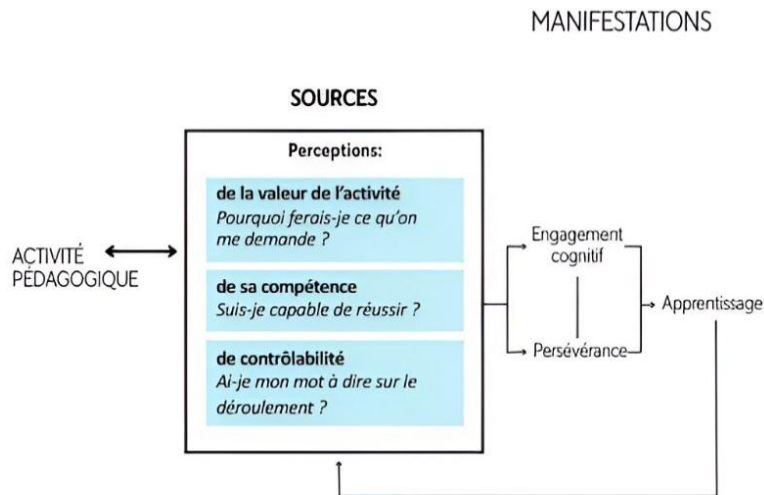 MANIFESTATIONS
SOURCES
Perceptions:
de la valeur de l'activité
Pourquoi ferais-je ce qu'on
me demande ?
de sa compétence
Suis-je capable de réussir ?
de contrôlabilité
Ai-je mon mot à dire sur le
déroulement ?
ACTIVITÉ
PÉDAGOGIQUE
Engagement
cognitif
Persévérance
Apprentissage